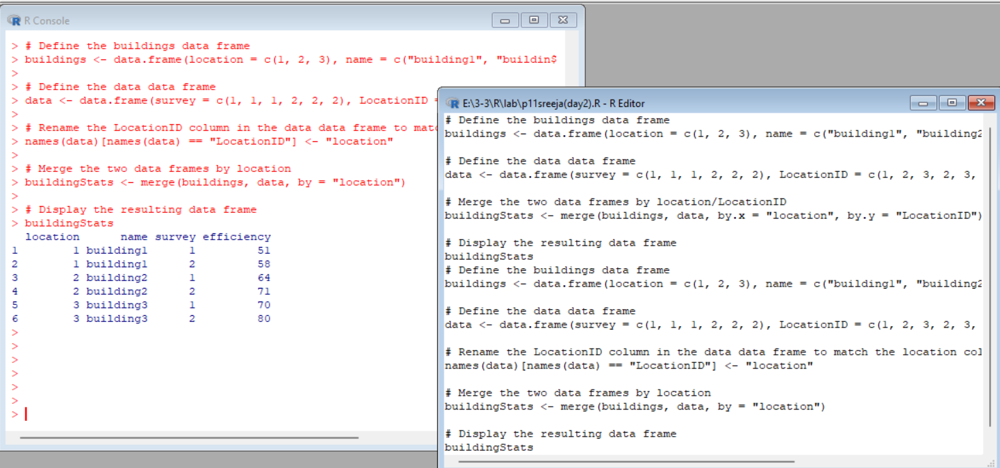 R Console
> # Define the buildings data frame
> buildings <- data.frame(location = c(1, 2, 3), name = c("building1", "buildin$
>
> # Define the data data frame
> data <- data.frame(survey = c(1, 1, 1, 2, 2, 2), LocationID =
>
> # Rename the LocationID column in the data data frame to matc
> names(data)[names(data) == "LocationID"] <- "location"
>
> # Merge the two data frames by location
> buildingStats <- merge(buildings, data, by = "location")
>
> # Display the resulting data frame
> buildingStats
location name survey efficiency
1 1 building1 1 51
2 1 building1 2 58
3 2 building2 1 64
4 2 building2 2 71
5 3 building3 1 70
6 3 building3 2 80
>
>
>
>
>
>
>
E:\3-3\R\lab\p11sreeja(day2).R - R Editor
# Define the buildings data frame
buildings <- data.frame(location = c(1, 2, 3), name = c("building1", "building2
# Define the data data frame
data <- data.frame(survey = c(1, 1, 1, 2, 2, 2), LocationID = c(1, 2, 3, 2, 3,
# Merge the two data frames by location/LocationID
buildingStats <- merge(buildings, data, by.x = "location", by.y = "LocationID")
# Display the resulting data frame
buildingStats
# Define the buildings data frame
buildings <- data.frame(location = c(1, 2, 3), name = c("building1", "building2
# Define the data data frame
data <- data.frame(survey = c(1, 1, 1, 2, 2, 2), LocationID = c(1, 2, 3, 2, 3,
# Rename the LocationID column in the data data frame to match the location col
names(data)[names(data) == "LocationID"] <- "location"
# Merge the two data frames by location
buildingStats <- merge(buildings, data, by = "location")
# Display the resulting data frame
buildingStats